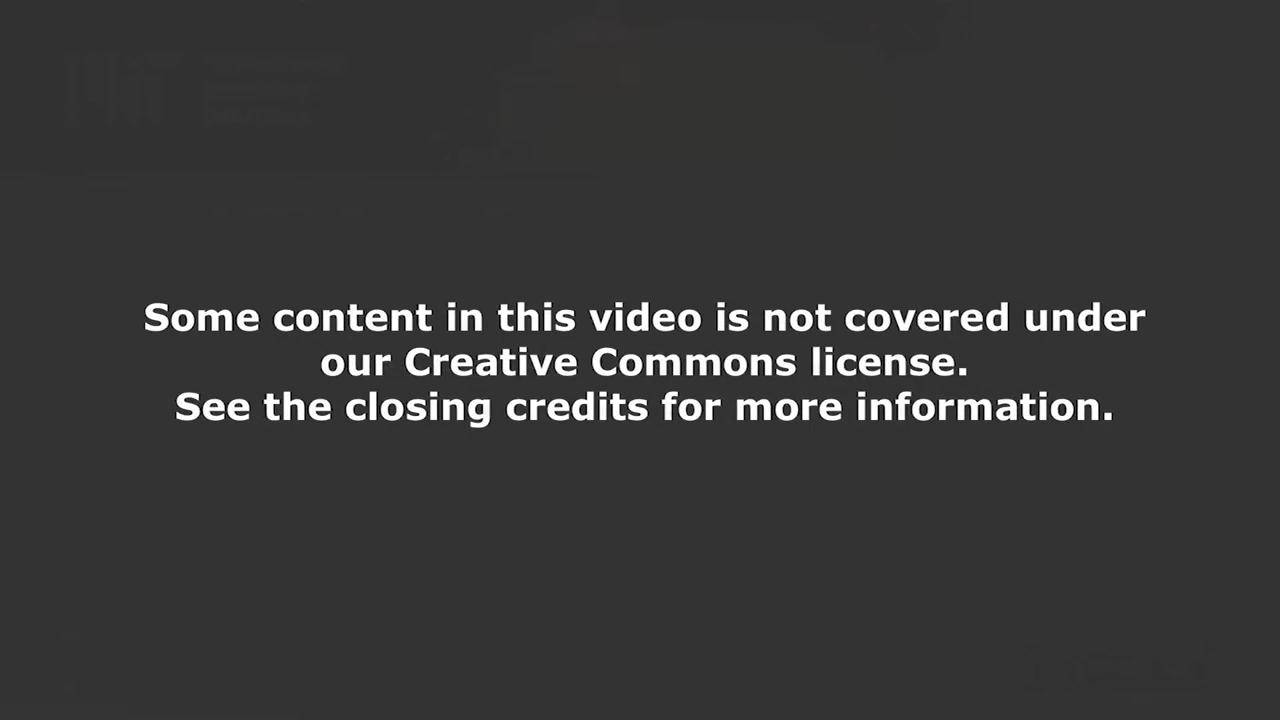 Some content in this video is not covered under
our Creative Commons license.
See the closing credits for more information.